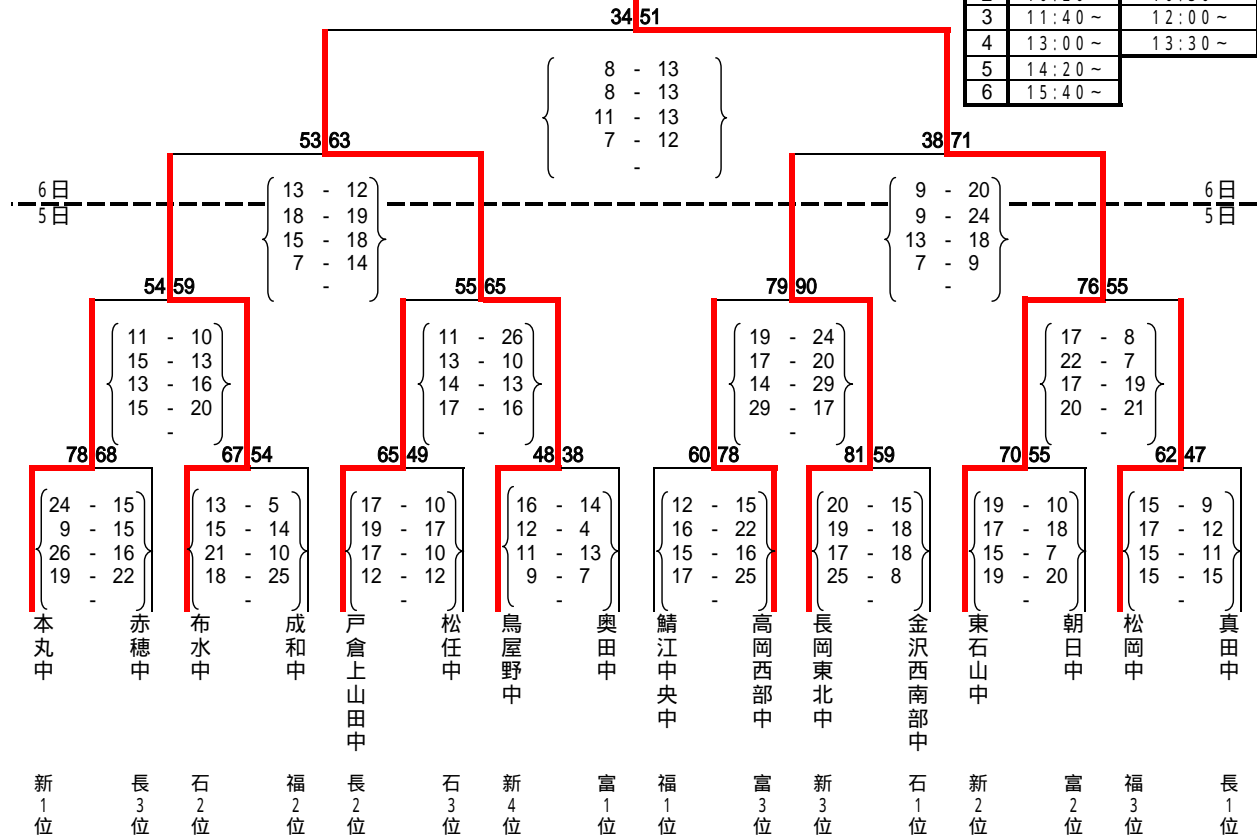 34 51
3 11:40～ 12:00～
4 13:00～ 13:30～
5 14:20～
6 15:40～
8 - 13
8 - 13
11 - 13
7 - 12
-
53 63
38 71
6日
5日
6日
5日
13 - 12
18 - 19
15 - 18
7 - 14
-
9 - 20
9 - 24
13 - 18
7 - 9
-
54 59
55 65
79 90
76 55
11 - 10
15 - 13
13 - 16
15 - 20
-
11 - 26
13 - 10
14 - 13
17 - 16
-
19 - 24
17 - 20
14 - 29
29 - 17
-
17 - 8
22 - 7
17 - 19
20 - 21
-
78 68
67 54
65 49
48 38
60 78
81 59
70 55
62 47
24 - 15
9 - 15
26 - 16
19 - 22
-
13 - 5
15 - 14
21 - 10
18 - 25
-
17 - 10
19 - 17
17 - 10
12 - 12
-
16 - 14
12 - 4
11 - 13
9 - 7
-
12 - 15
16 - 22
15 - 16
17 - 25
-
20 - 15
19 - 18
17 - 18
25 - 8
-
19 - 10
17 - 18
15 - 7
19 - 20
-
15 - 9
17 - 12
15 - 11
15 - 15
-
本丸中
赤穂中
布水中
成和中
戸倉上山田中
松任中
鳥屋野中
奥田中
鯖江中央中
高岡西部中
長岡東北中
金沢西南部中
東石山中
朝日中
松岡中
真田中
新1位
長3位
石2位
福2位
長2位
石3位
新4位
富1位
福1位
富3位
新3位
石1位
新2位
富2位
福3位
長1位